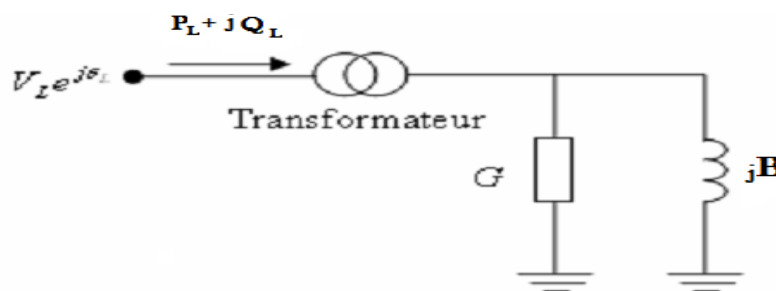 P_L + j Q_L
V_L e^{jδ_L}
Transformateur
G
jB